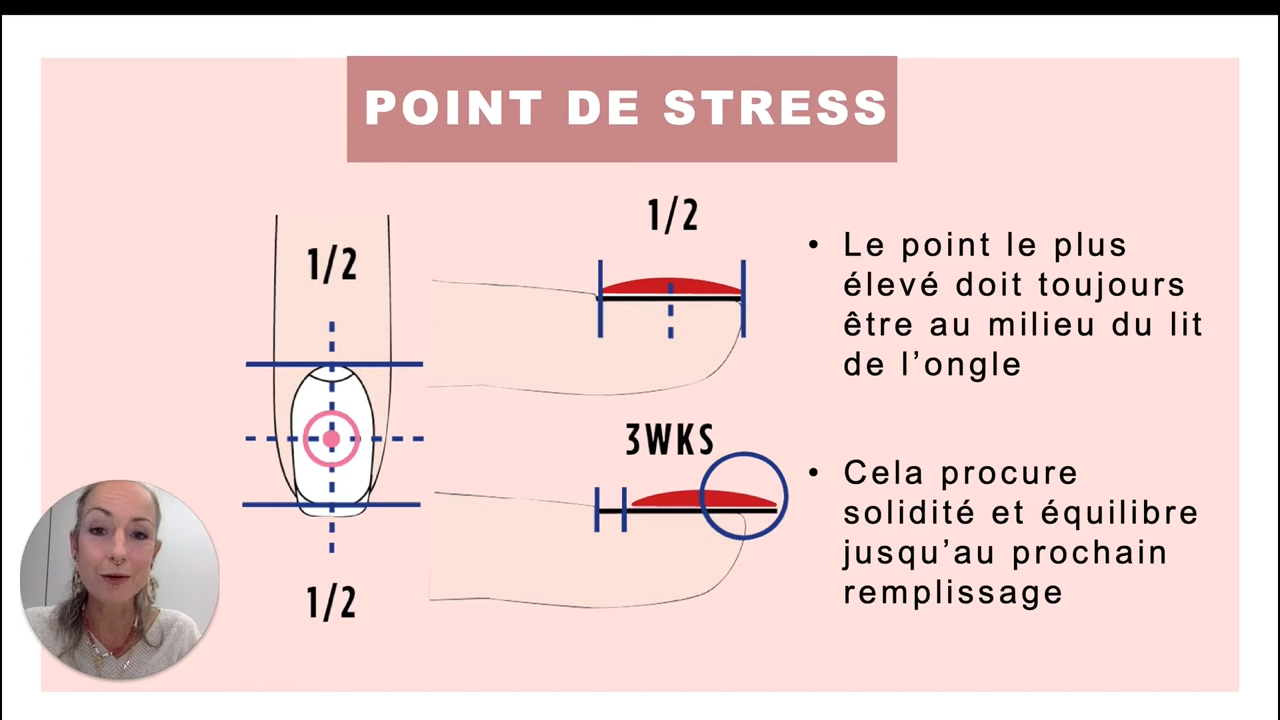 POINT DE STRESS
1/2
1/2
1/2
3WKS
• Le point le plus
élevé doit toujours
être au milieu du lit
de l’ongle
• Cela procure
solidité et équilibre
jusqu’au prochain
remplissage